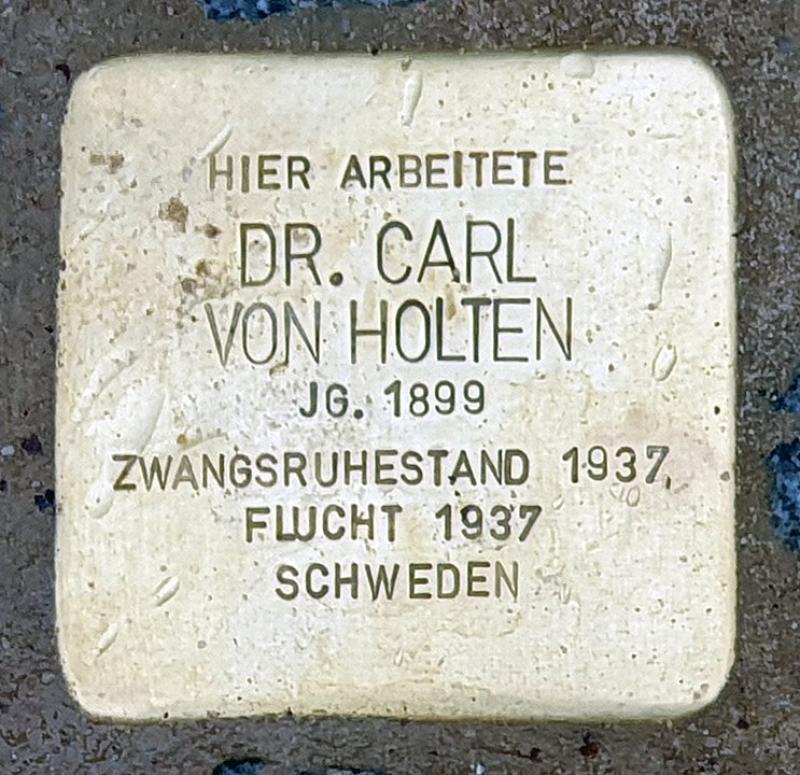 HIER ARBEITETE
DR. CARL
VON HOLTEN
JG. 1899
ZWANGSRUHESTAND 1937
FLUCHT 1937
SCHWEDEN